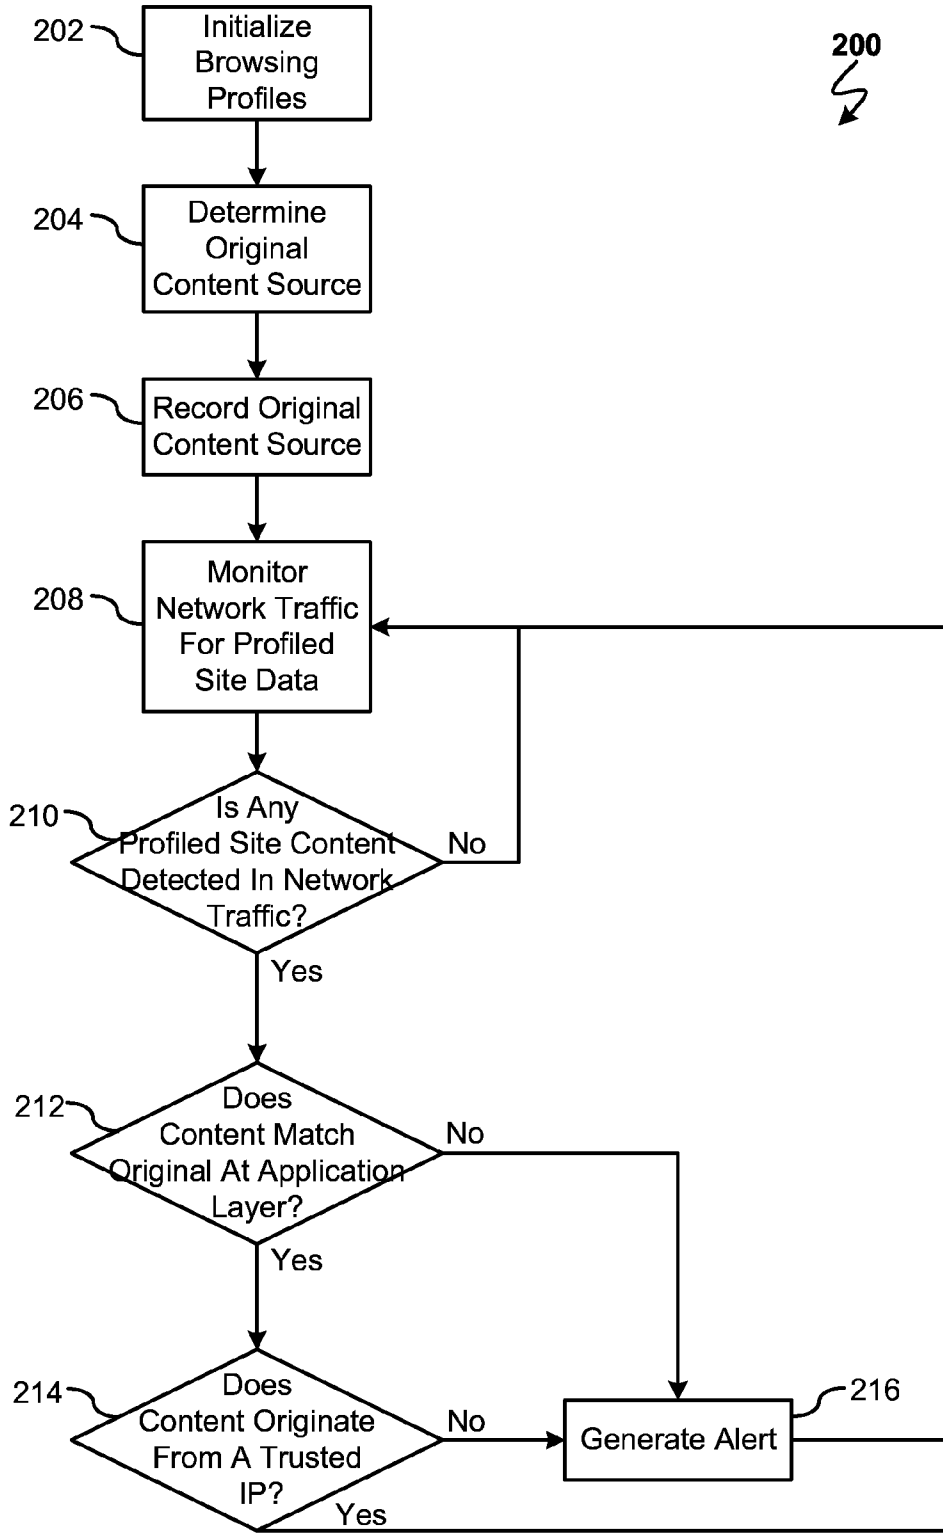 202
Initialize
Browsing
Profiles
200
204
Determine
Original
Content Source
206
Record Original
Content Source
208
Monitor
Network Traffic
For Profiled
Site Data
210
Is Any
Profiled Site Content
Detected In Network
Traffic?
No
Yes
212
Does
Content Match
Original At Application
Layer?
No
Yes
214
Does
Content Originate
From A Trusted
IP?
No
Yes
216
Generate Alert